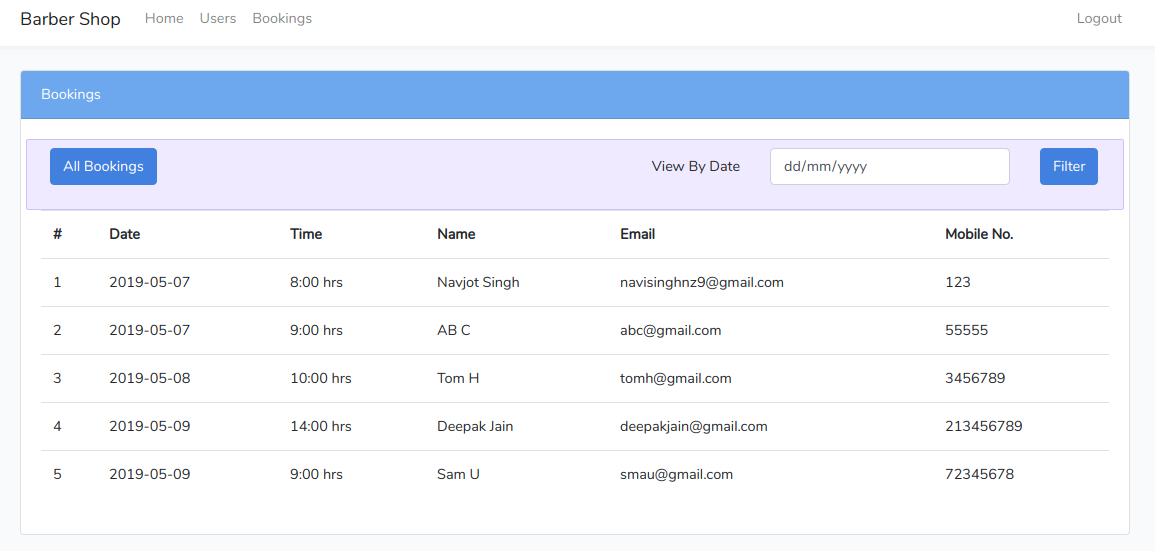 Barber Shop Home Users Bookings Logout
Bookings
All Bookings View By Date dd/mm/yyyy Filter
# Date Time Name Email Mobile No.
1 2019-05-07 8:00 hrs Navjot Singh navisinghnz9@gmail.com 123
2 2019-05-07 9:00 hrs AB C abc@gmail.com 55555
3 2019-05-08 10:00 hrs Tom H tomh@gmail.com 3456789
4 2019-05-09 14:00 hrs Deepak Jain deepakjain@gmail.com 213456789
5 2019-05-09 9:00 hrs Sam U smau@gmail.com 72345678